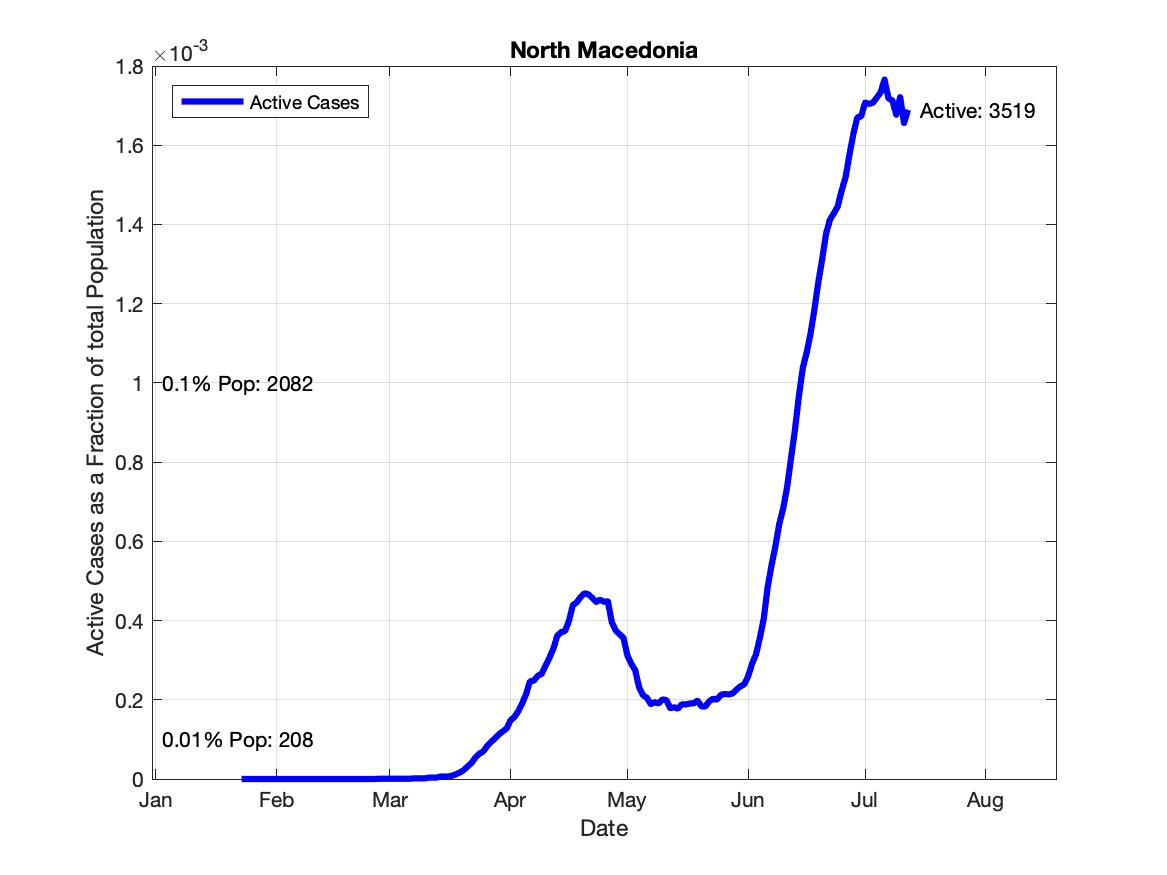 North Macedonia
×10-3
1.8
1.6
1.4
1.2
1
0.8
0.6
0.4
0.2
0
Active Cases as a Fraction of total Population
Active Cases
Active: 3519
0.1% Pop: 2082
0.01% Pop: 208
Jan Feb Mar Apr May Jun Jul Aug
Date